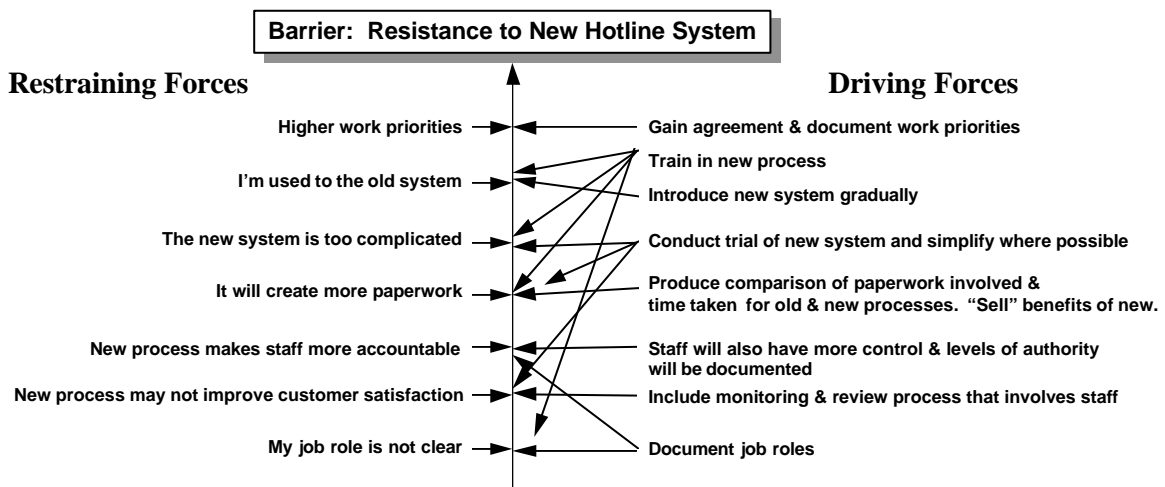 Barrier:  Resistance to New Hotline System
Restraining Forces
Driving Forces
Higher work priorities
Gain agreement & document work priorities
Train in new process
I’m used to the old system
Introduce new system gradually
The new system is too complicated
Conduct trial of new system and simplify where possible
It will create more paperwork
Produce comparison of paperwork involved &
time taken  for old & new processes.  “Sell” benefits of new.
New process makes staff more accountable
Staff will also have more control & levels of authority
will be documented
New process may not improve customer satisfaction
Include monitoring & review process that involves staff
My job role is not clear
Document job roles